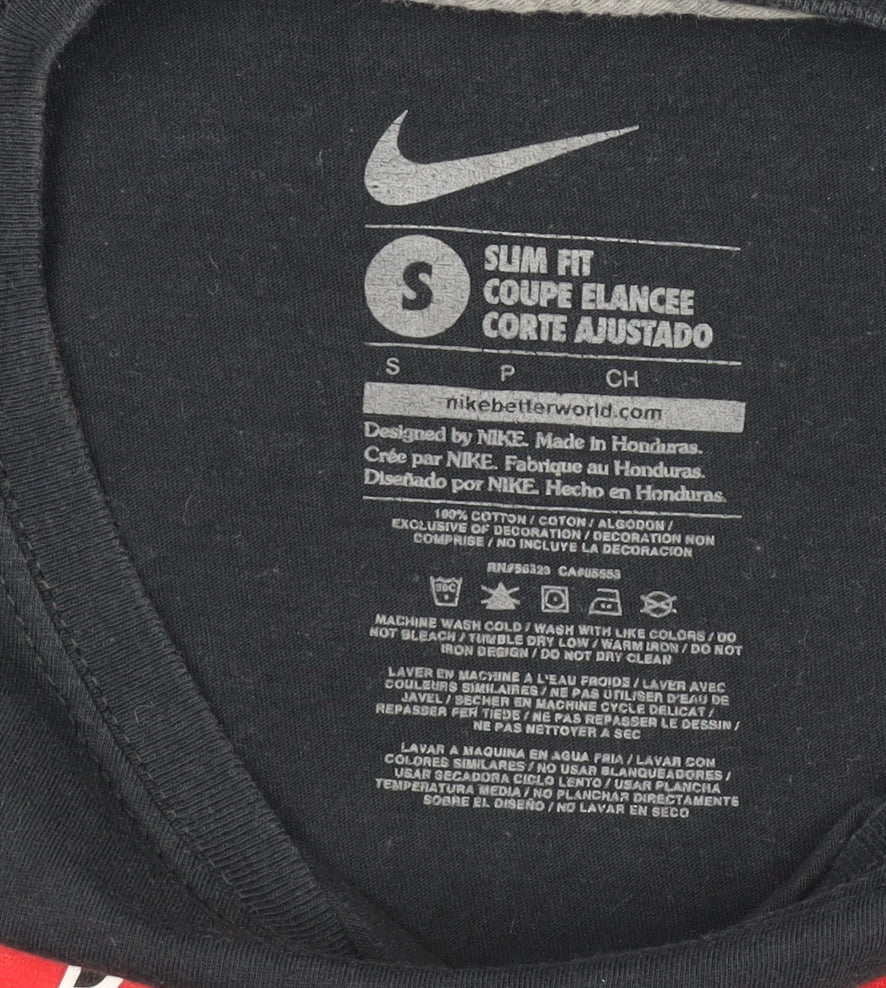 S
SLIM FIT
COUPE ELANCEE
CORTE AJUSTADO
S P CH
nikebetterworld.com
Designed by NIKE. Made in Honduras.
Crée par NIKE. Fabrique au Honduras.
Diseñado por NIKE. Hecho en Honduras.
100% COTTON / COTON / ALGODON /
EXCLUSIVE OF DECORATION / DECORATION NON
COMPRISE / NO INCLUYE LA DECORACION
RN#56323 CA#05553
MACHINE WASH COLD / WASH WITH LIKE COLORS / DO
NOT BLEACH / TUMBLE DRY LOW / WARM IRON / DO NOT
IRON DESIGN / DO NOT DRY CLEAN
LAVER EN MACHINE A L'EAU FROIDE / LAVER AVEC
COULEURS SIMILAIRES / NE PAS UTILISER D'EAU DE
JAVEL / SECHER EN MACHINE CYCLE DELICAT /
REPASSER FER TIEDE / NE PAS REPASSER LE DESSIN /
NE PAS NETTOYER A SEC
LAVAR A MAQUINA EN AGUA FRIA / LAVAR CON
COLORES SIMILARES / NO USAR BLANQUEADORES /
USAR SECADORA CICLO LENTO / USAR PLANCHA
TEMPERATURA MEDIA / NO PLANCHAR DIRECTAMENTE
SOBRE EL DISEÑO / NO LAVAR EN SECO